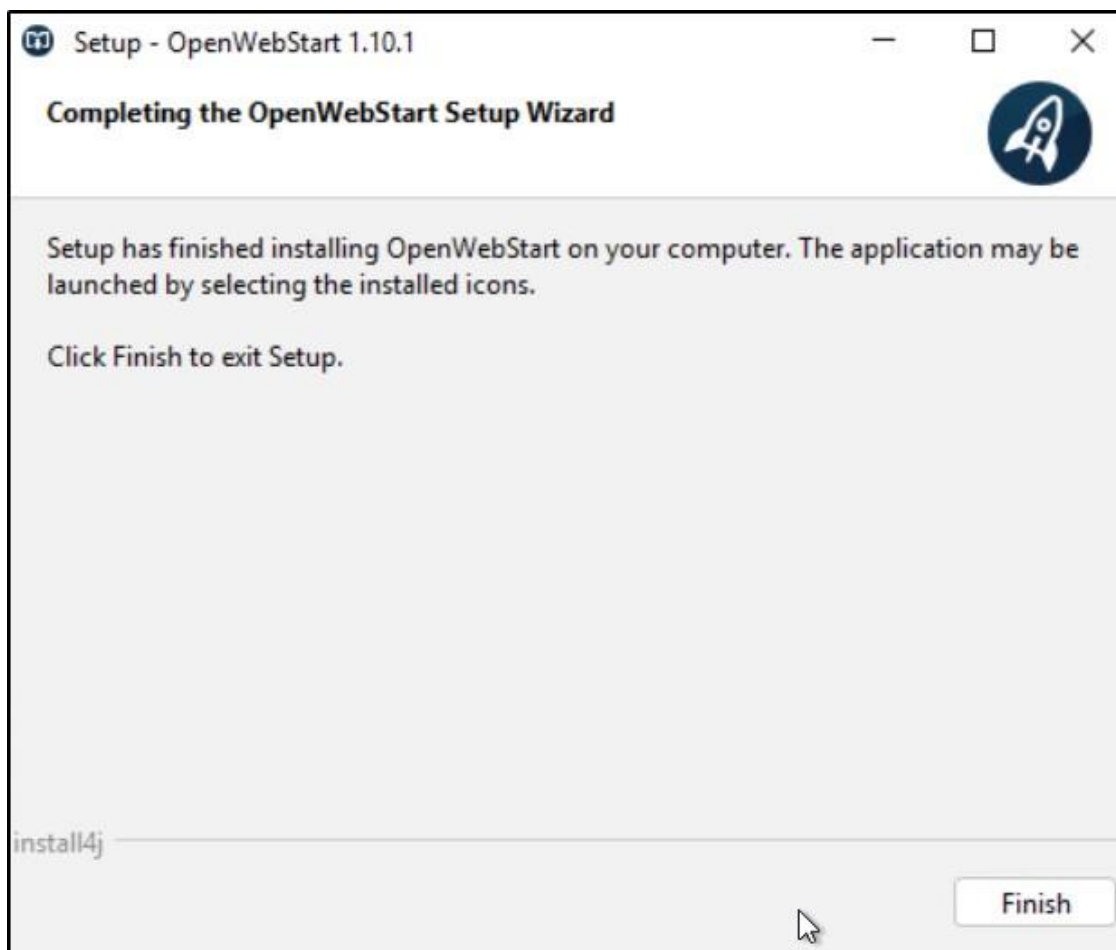 Setup - OpenWebStart 1.10.1
Completing the OpenWebStart Setup Wizard
Setup has finished installing OpenWebStart on your computer. The application may be
launched by selecting the installed icons.
Click Finish to exit Setup.
install4j
Finish